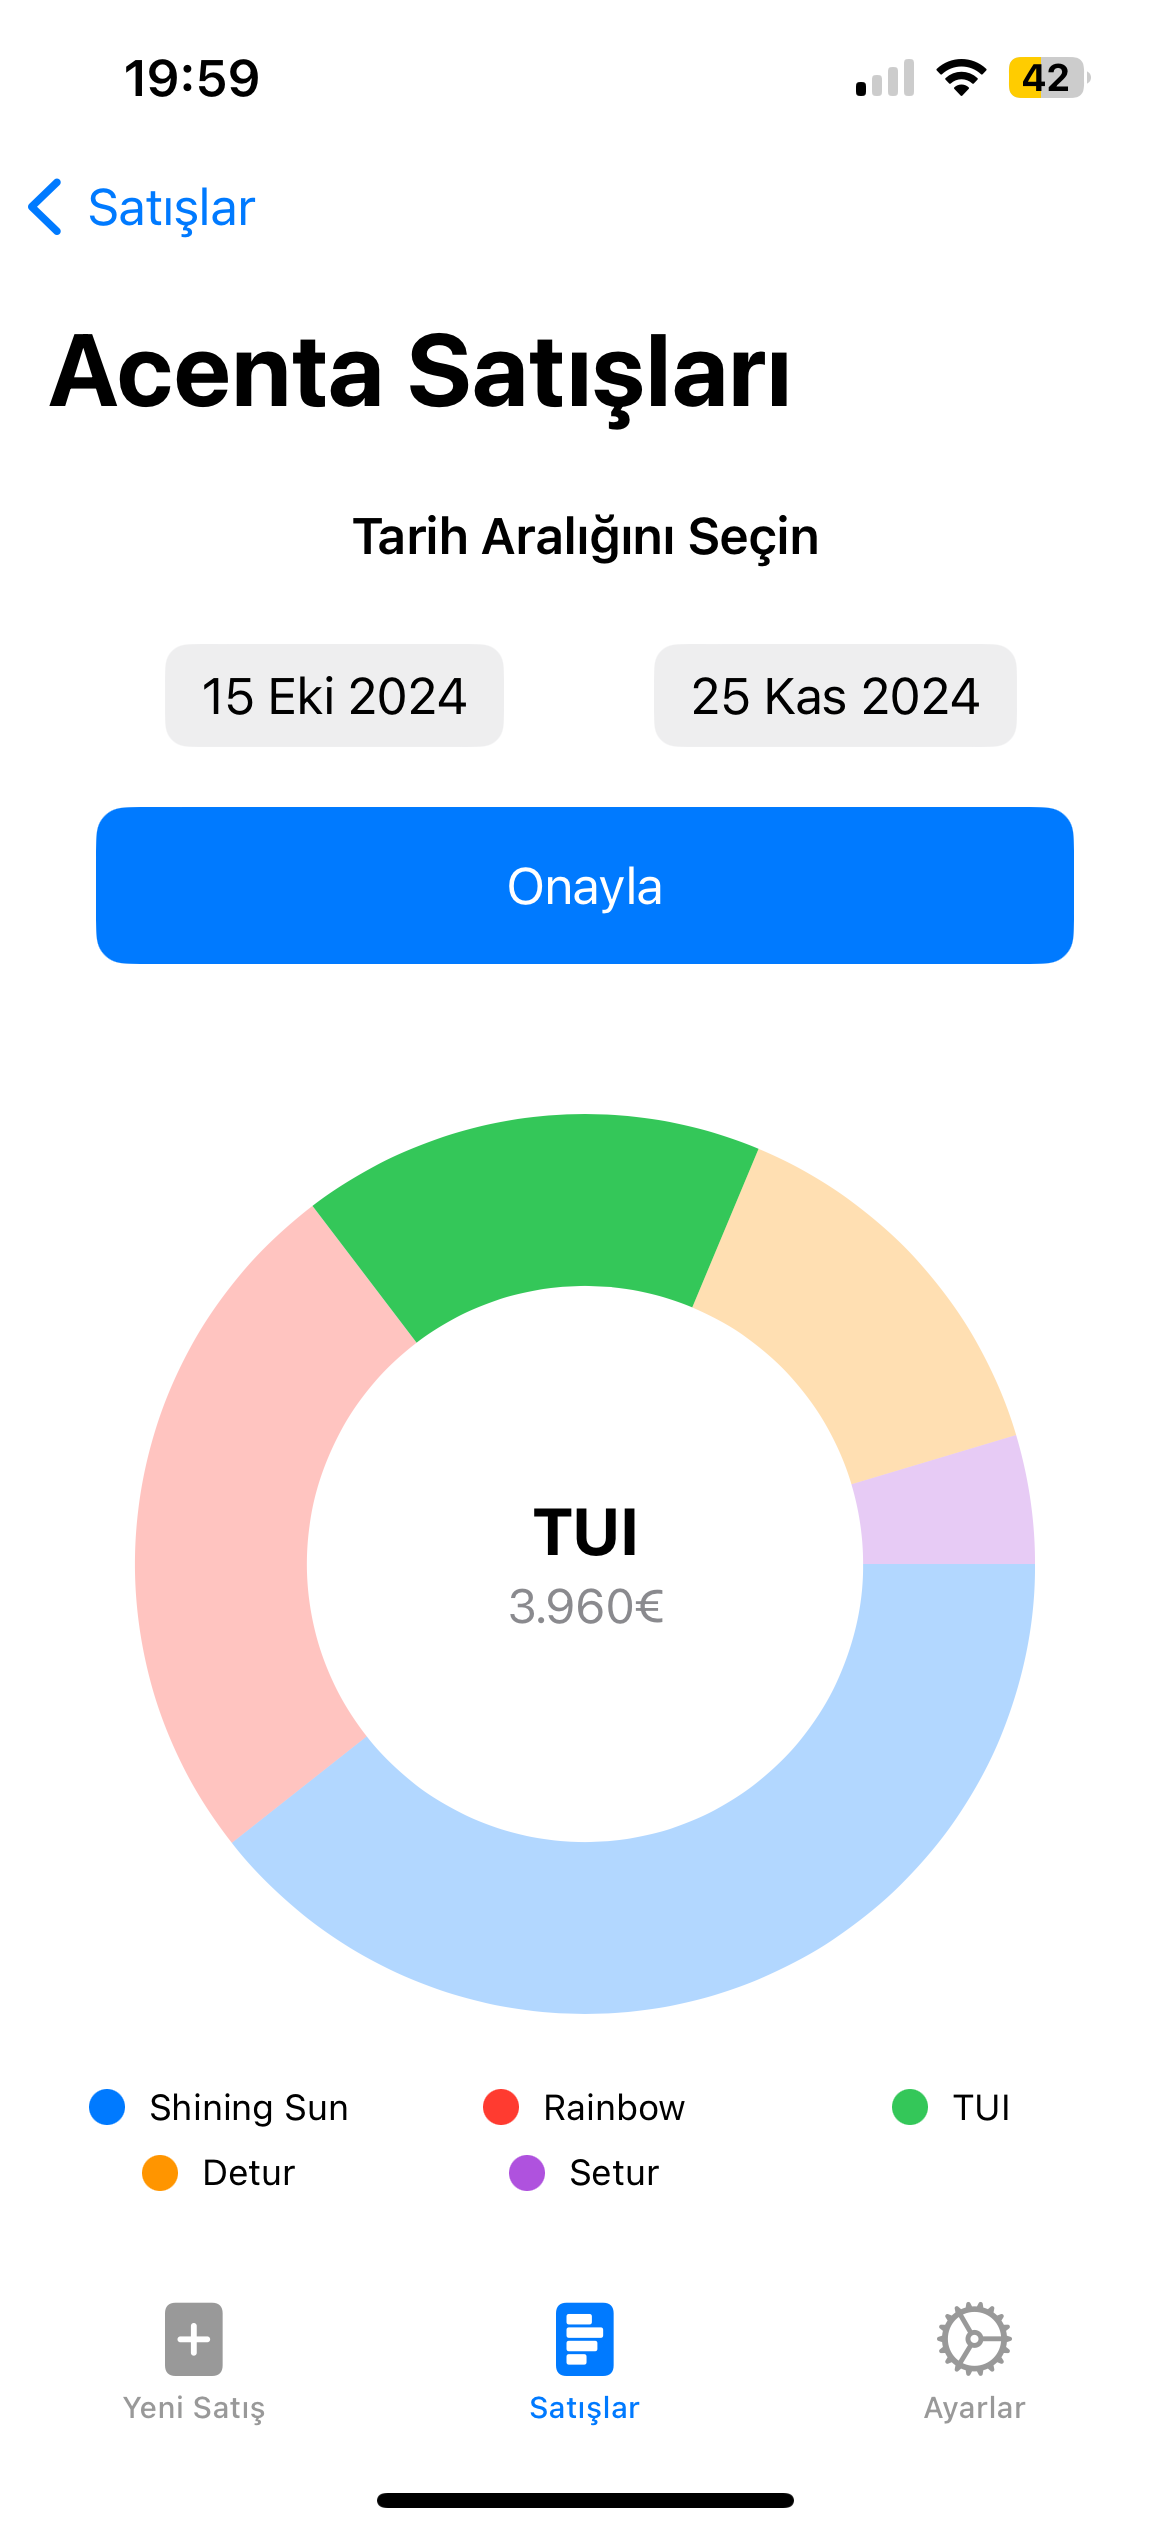 19:59
42
Satışlar
Acenta Satışları
Tarih Aralığını Seçin
15 Eki 2024
25 Kas 2024
Onayla
TUI
3.960€
Shining Sun
Rainbow
TUI
Detur
Setur
Yeni Satış
Satışlar
Ayarlar